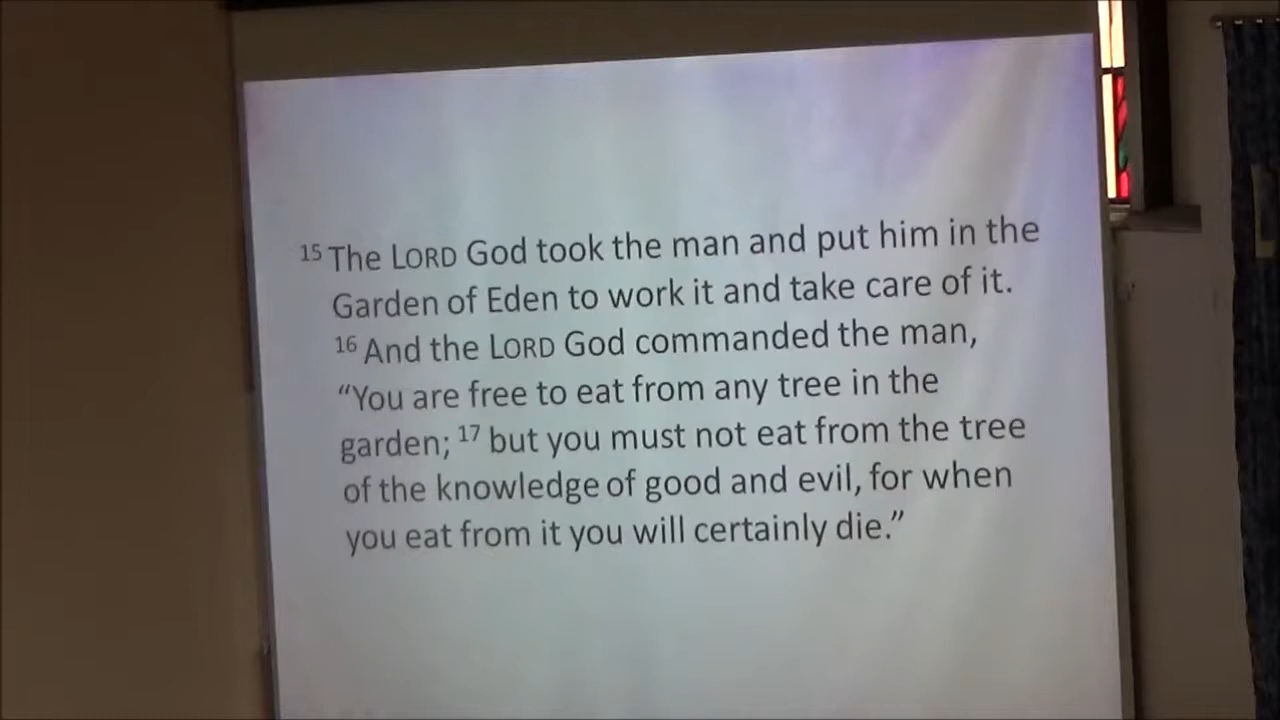 15 The LORD God took the man and put him in the
Garden of Eden to work it and take care of it.
16 And the LORD God commanded the man,
“You are free to eat from any tree in the
garden; 17 but you must not eat from the tree
of the knowledge of good and evil, for when
you eat from it you will certainly die.”